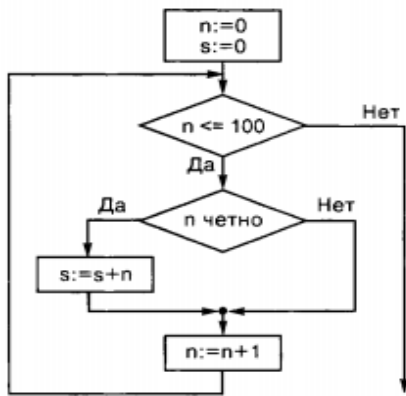 n:=0
s:=0
n <= 100
Нет
Да
Да
n четно
Нет
s:=s+n
n:=n+1